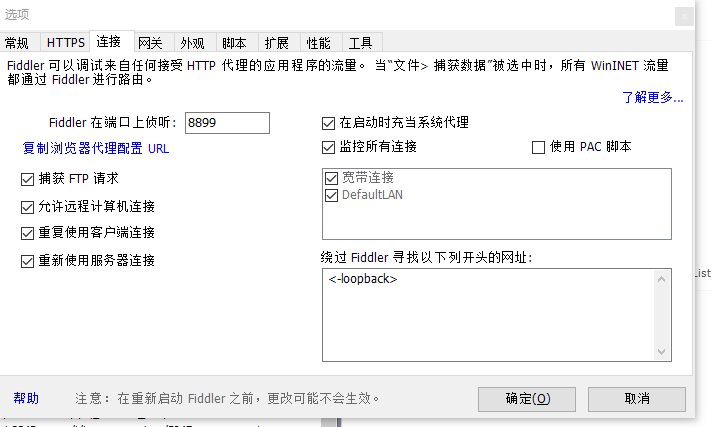 选项
常规 HTTPS 连接 网关 外观 脚本 扩展 性能 工具
Fiddler 可以调试来自任何接受 HTTP 代理的应用程序的流量。 当"文件> 捕获数据"被选中时，所有 WinINET 流量
都通过 Fiddler 进行路由。
了解更多...
Fiddler 在端口上侦听: 8899
在启动时充当系统代理
复制浏览器代理配置 URL
监控所有连接
使用 PAC 脚本
捕获 FTP 请求
宽带连接
DefaultLAN
允许远程计算机连接
重复使用客户端连接
重新使用服务器连接
绕过 Fiddler 寻找以下列开头的网址:
<-loopback>
List
帮助
注意: 在重新启动 Fiddler 之前，更改可能不会生效。
确定(O)
取消